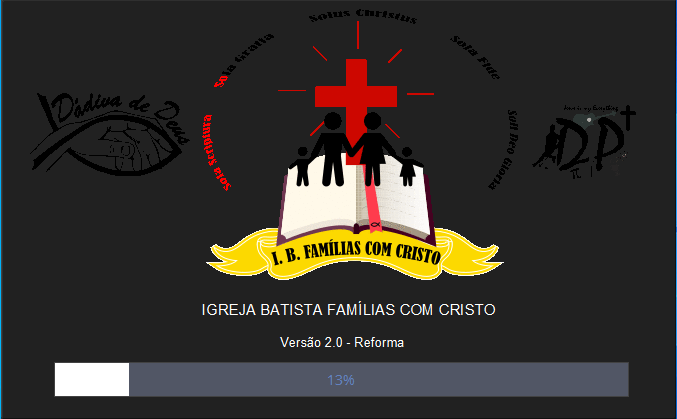 Solus Christus
Sola Gratia
Sola Fide
Dádiva de Deus
Sola Scriptura
Soli Deo Gloria
DP
I. B. FAMÍLIAS COM CRISTO
IGREJA BATISTA FAMÍLIAS COM CRISTO
Versão 2.0 - Reforma
13%